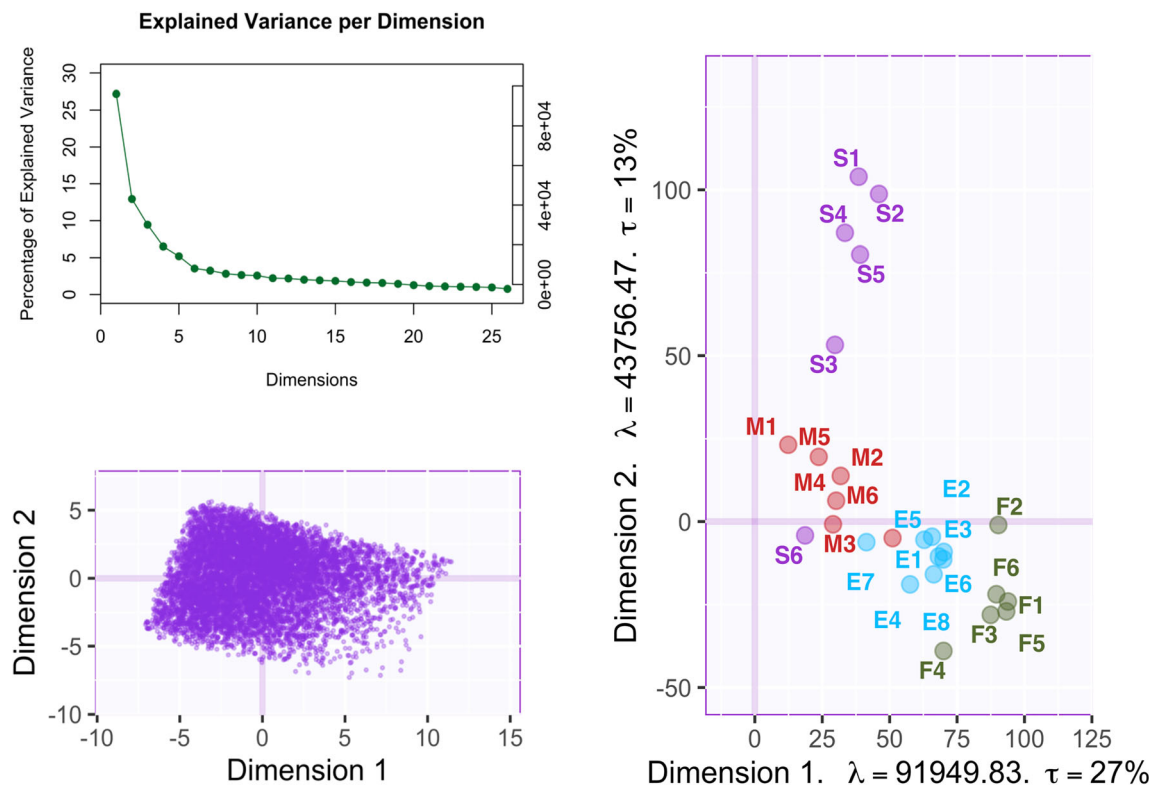 Explained Variance per Dimension
Percentage of Explained Variance
30
25
20
15
10
5
0
8e+04
4e+04
0e+00
0 5 10 15 20 25
Dimensions
Dimension 2
5
0
-5
-10
-10 -5 0 5 10 15
Dimension 1
Dimension 2. λ = 43756.47. τ = 13%
100
50
0
-50
S1
S2
S4
S5
S3
M1
M5
M2
M4
M6
E2
F2
E5
E3
M3
S6
E1
F6
E7
E6
F1
E4
E8
F3
F5
F4
0 25 50 75 100 125
Dimension 1. λ = 91949.83. τ = 27%